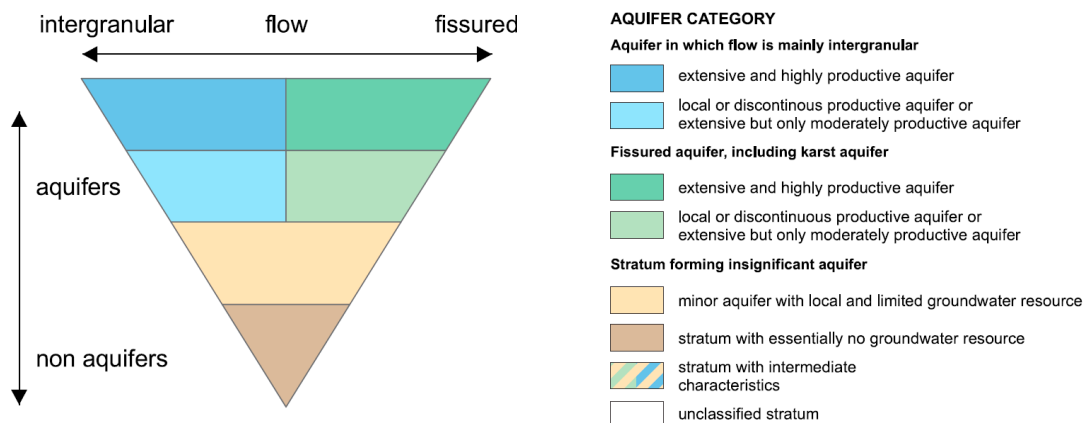 intergranular flow fissured
aquifers
non aquifers
AQUIFER CATEGORY
Aquifer in which flow is mainly intergranular
extensive and highly productive aquifer
local or discontinous productive aquifer or
extensive but only moderately productive aquifer
Fissured aquifer, including karst aquifer
extensive and highly productive aquifer
local or discontinuous productive aquifer or
extensive but only moderately productive aquifer
Stratum forming insignificant aquifer
minor aquifer with local and limited groundwater resource
stratum with essentially no groundwater resource
stratum with intermediate
characteristics
unclassified stratum